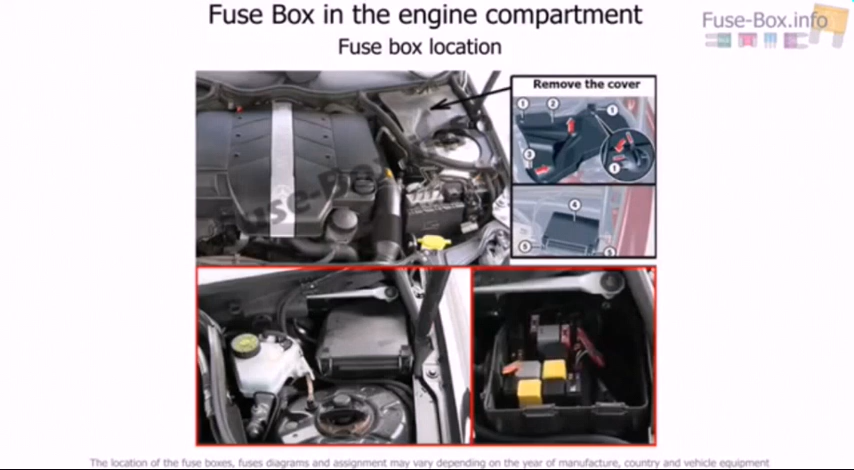 Fuse Box in the engine compartment
Fuse box location
Fuse-Box.info
Remove the cover
1 2 1
3
1
4
5 5
Fuse-Box
The location of the fuse boxes, fuses diagrams and assignment may vary depending on the year of manufacture, country and vehicle equipment